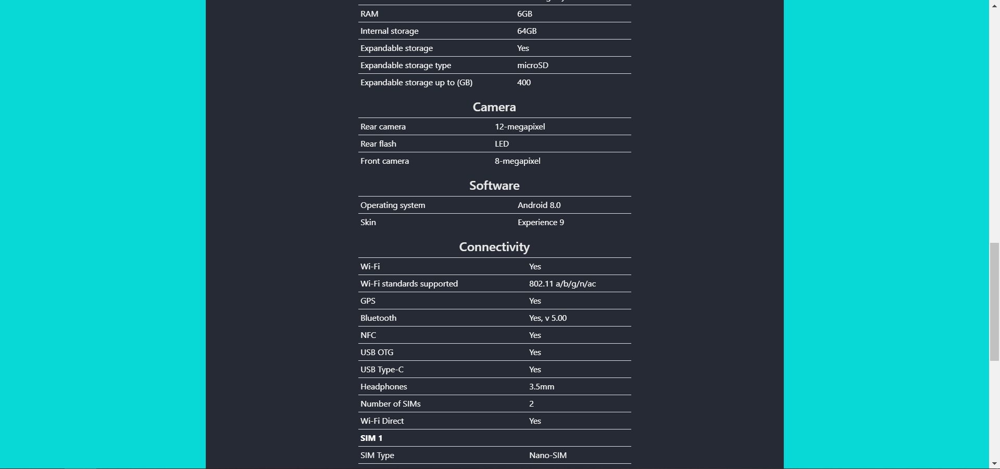 RAM 6GB
Internal storage 64GB
Expandable storage Yes
Expandable storage type microSD
Expandable storage up to (GB) 400
Camera
Rear camera 12-megapixel
Rear flash LED
Front camera 8-megapixel
Software
Operating system Android 8.0
Skin Experience 9
Connectivity
Wi-Fi Yes
Wi-Fi standards supported 802.11 a/b/g/n/ac
GPS Yes
Bluetooth Yes, v 5.00
NFC Yes
USB OTG Yes
USB Type-C Yes
Headphones 3.5mm
Number of SIMs 2
Wi-Fi Direct Yes
SIM 1
SIM Type Nano-SIM